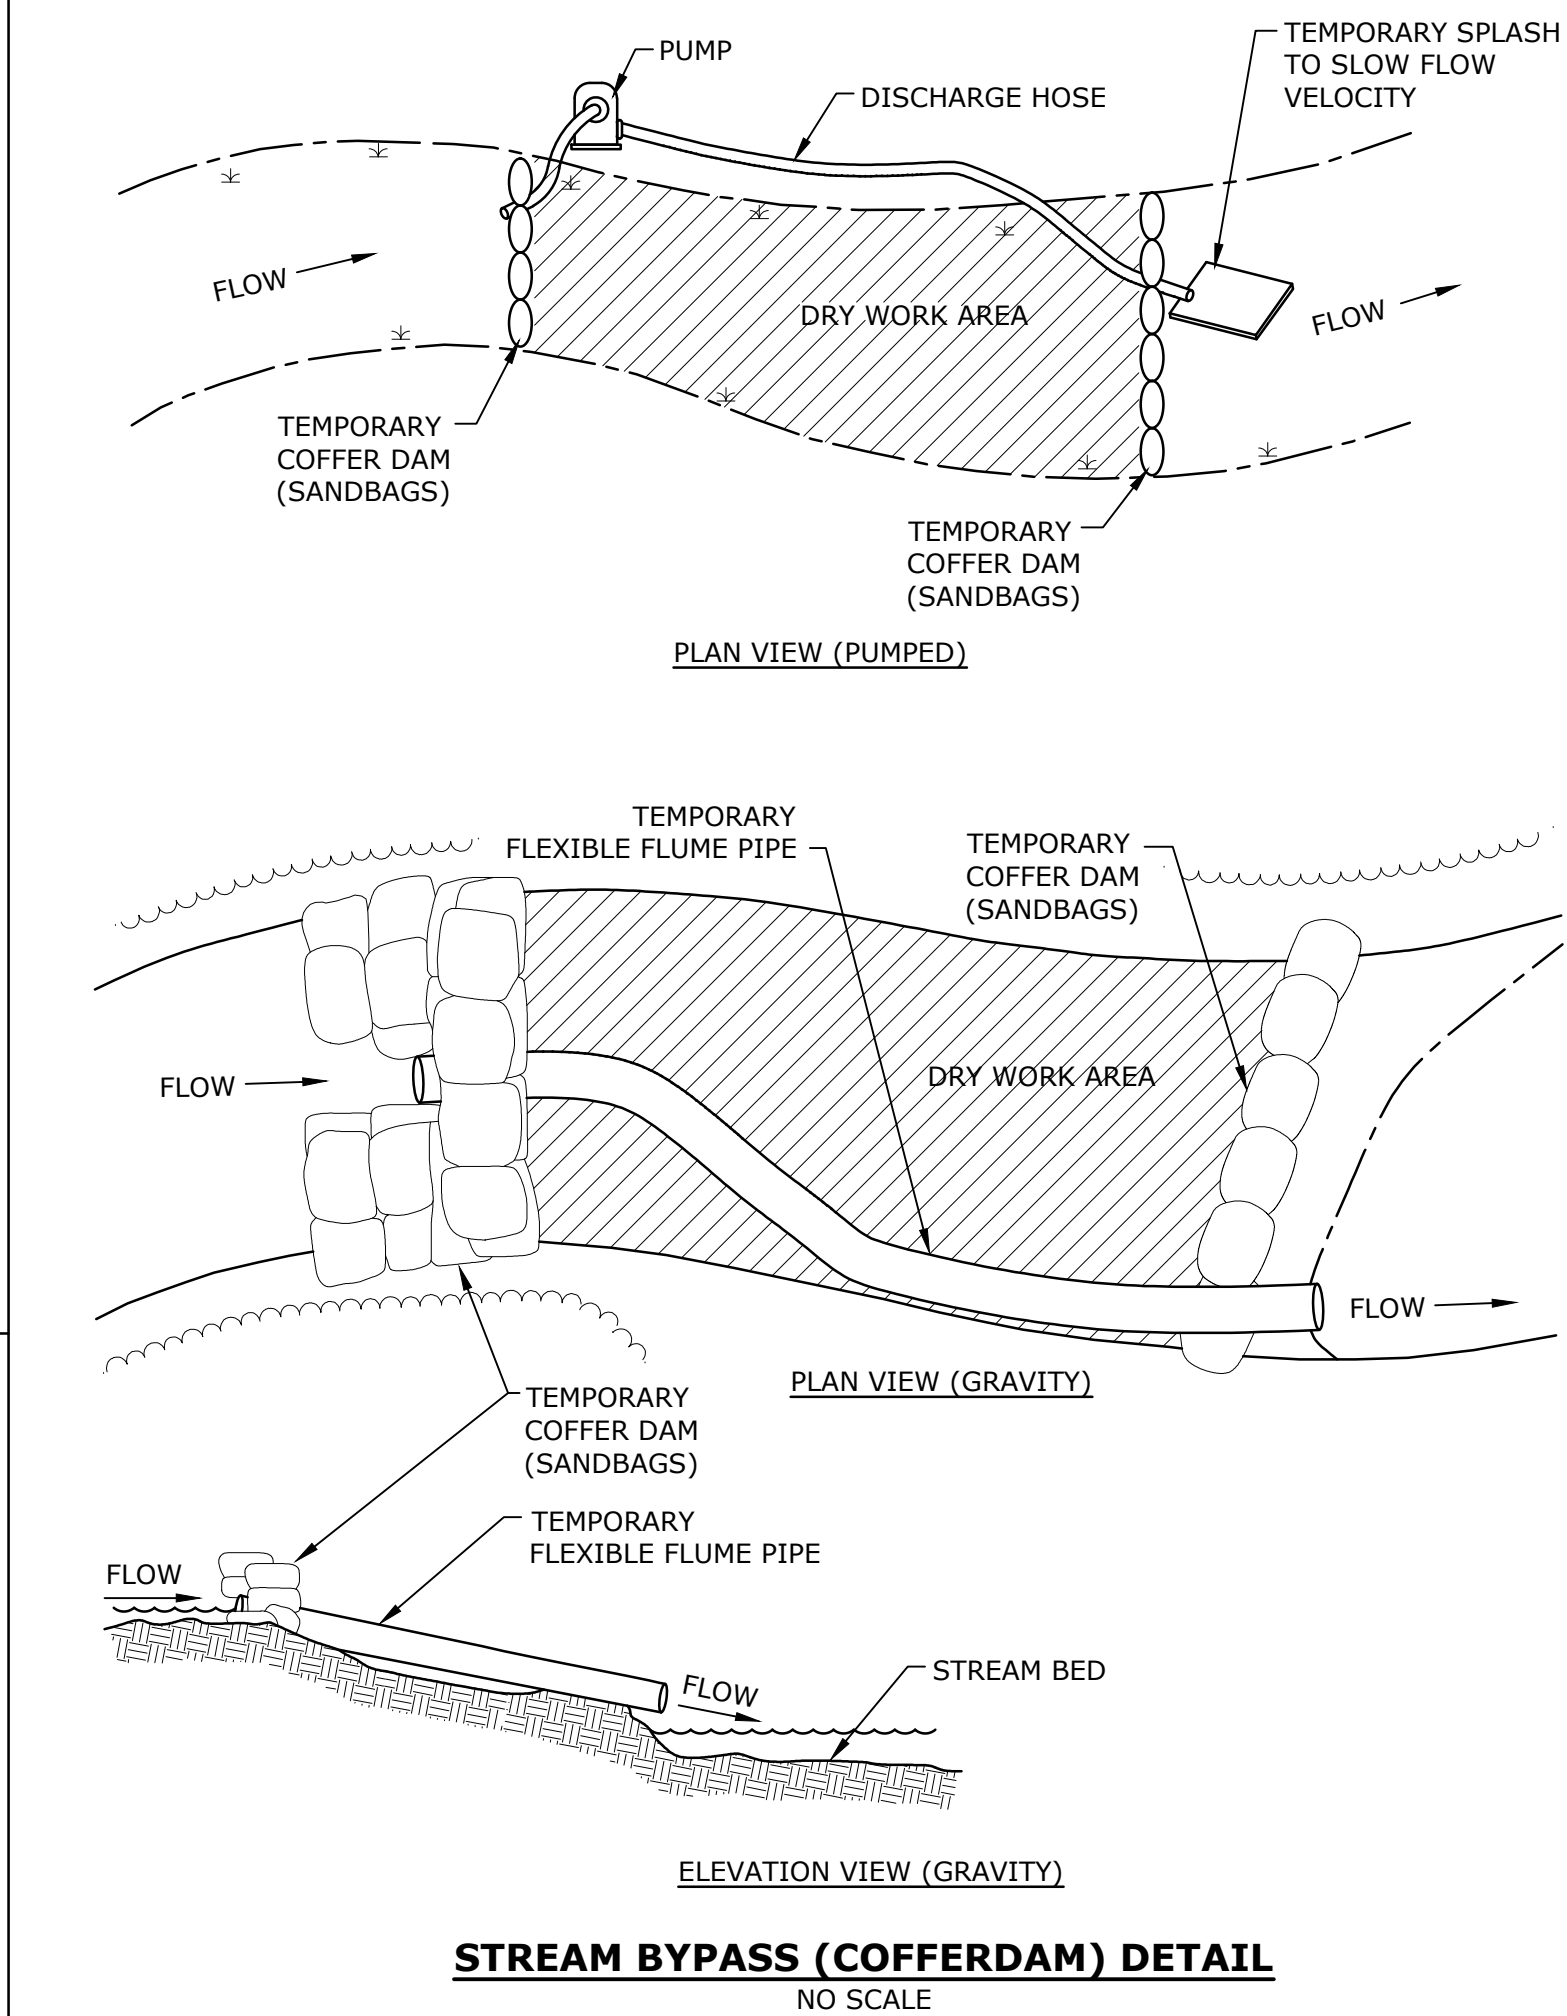 PUMP
DISCHARGE HOSE
TEMPORARY SPLASH
TO SLOW FLOW
VELOCITY
FLOW
DRY WORK AREA
FLOW
TEMPORARY
COFFER DAM
(SANDBAGS)
TEMPORARY
COFFER DAM
(SANDBAGS)
PLAN VIEW (PUMPED)
TEMPORARY
FLEXIBLE FLUME PIPE
TEMPORARY
COFFER DAM
(SANDBAGS)
FLOW
DRY WORK AREA
FLOW
PLAN VIEW (GRAVITY)
TEMPORARY
COFFER DAM
(SANDBAGS)
TEMPORARY
FLEXIBLE FLUME PIPE
FLOW
FLOW
STREAM BED
ELEVATION VIEW (GRAVITY)
STREAM BYPASS (COFFERDAM) DETAIL
NO SCALE